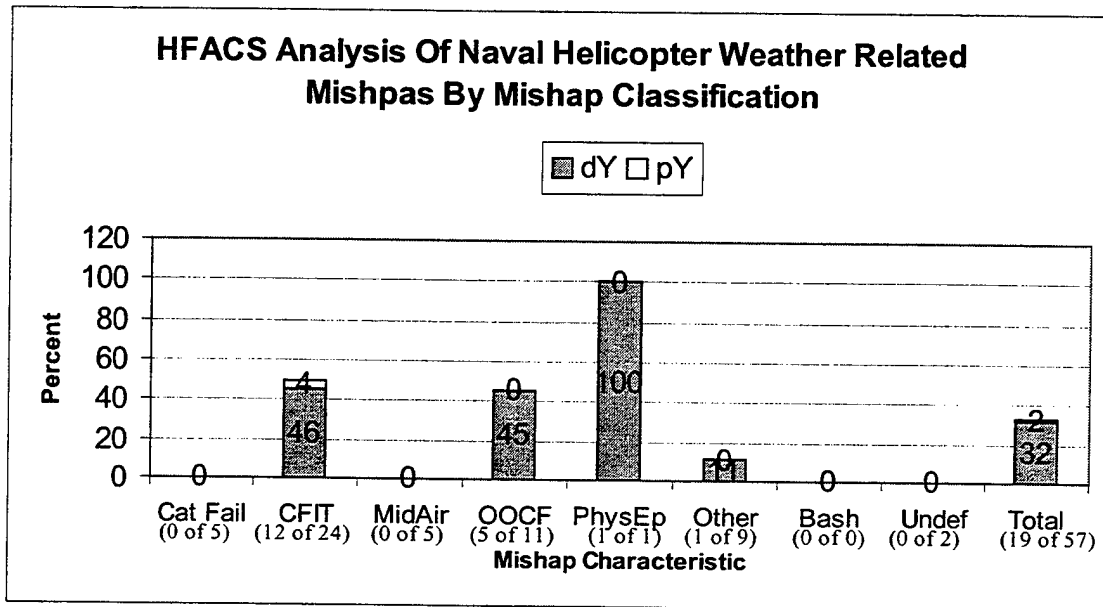 HFACS Analysis Of Naval Helicopter Weather Related
Mishpas By Mishap Classification
dY pY
Percent
120
100
80
60
40
20
0
0
4
46
0
0
45
0
100
0
0
0
2
32
Cat Fail CFIT MidAir OOCF PhysEp Other Bash Undef Total
(0 of 5) (12 of 24) (0 of 5) (5 of 11) (1 of 1) (1 of 9) (0 of 0) (0 of 2) (19 of 57)
Mishap Characteristic